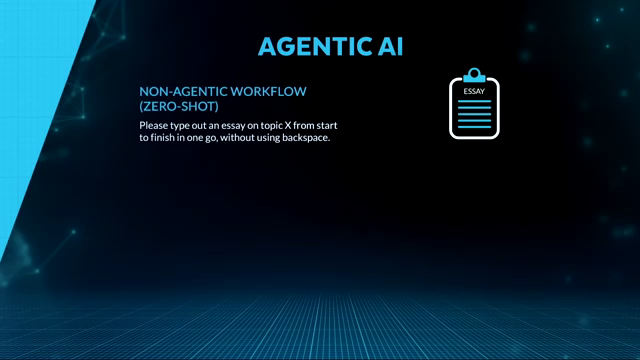 AGENTIC AI
NON-AGENTIC WORKFLOW
(ZERO-SHOT)
Please type out an essay on topic X from start
to finish in one go, without using backspace.
ESSAY